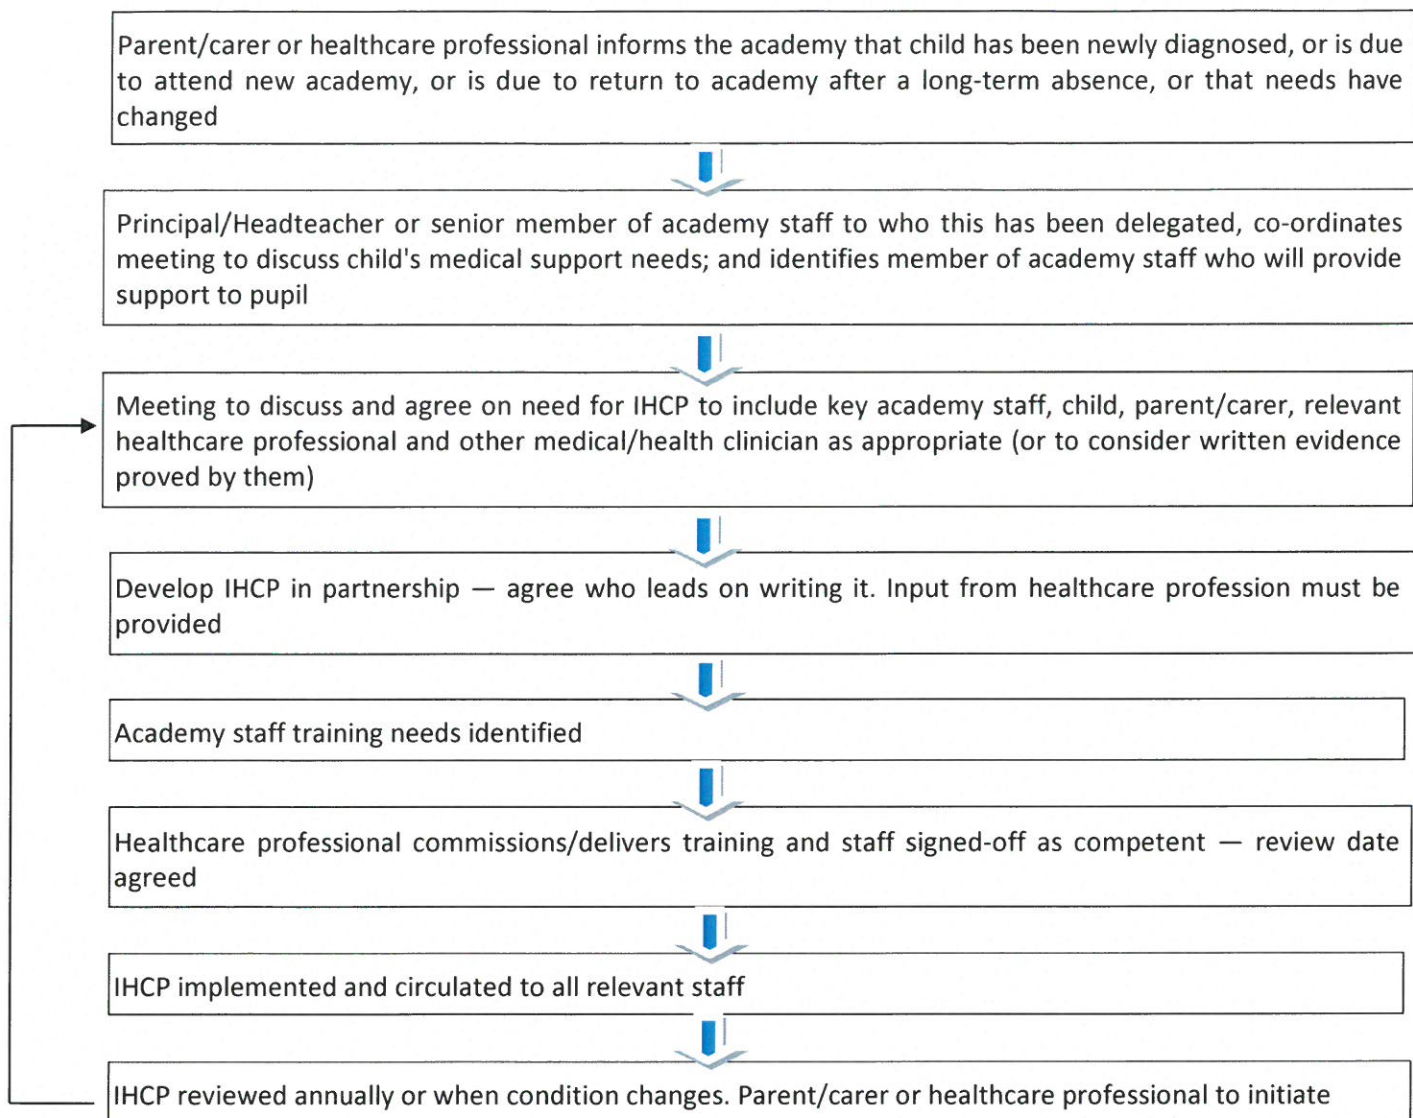 Parent/carer or healthcare professional informs the academy that child has been newly diagnosed, or is due
to attend new academy, or is due to return to academy after a long-term absence, or that needs have
changed
Principal/Headteacher or senior member of academy staff to who this has been delegated, co-ordinates
meeting to discuss child's medical support needs; and identifies member of academy staff who will provide
support to pupil
Meeting to discuss and agree on need for IHCP to include key academy staff, child, parent/carer, relevant
healthcare professional and other medical/health clinician as appropriate (or to consider written evidence
proved by them)
Develop IHCP in partnership — agree who leads on writing it. Input from healthcare profession must be
provided
Academy staff training needs identified
Healthcare professional commissions/delivers training and staff signed-off as competent — review date
agreed
IHCP implemented and circulated to all relevant staff
IHCP reviewed annually or when condition changes. Parent/carer or healthcare professional to initiate